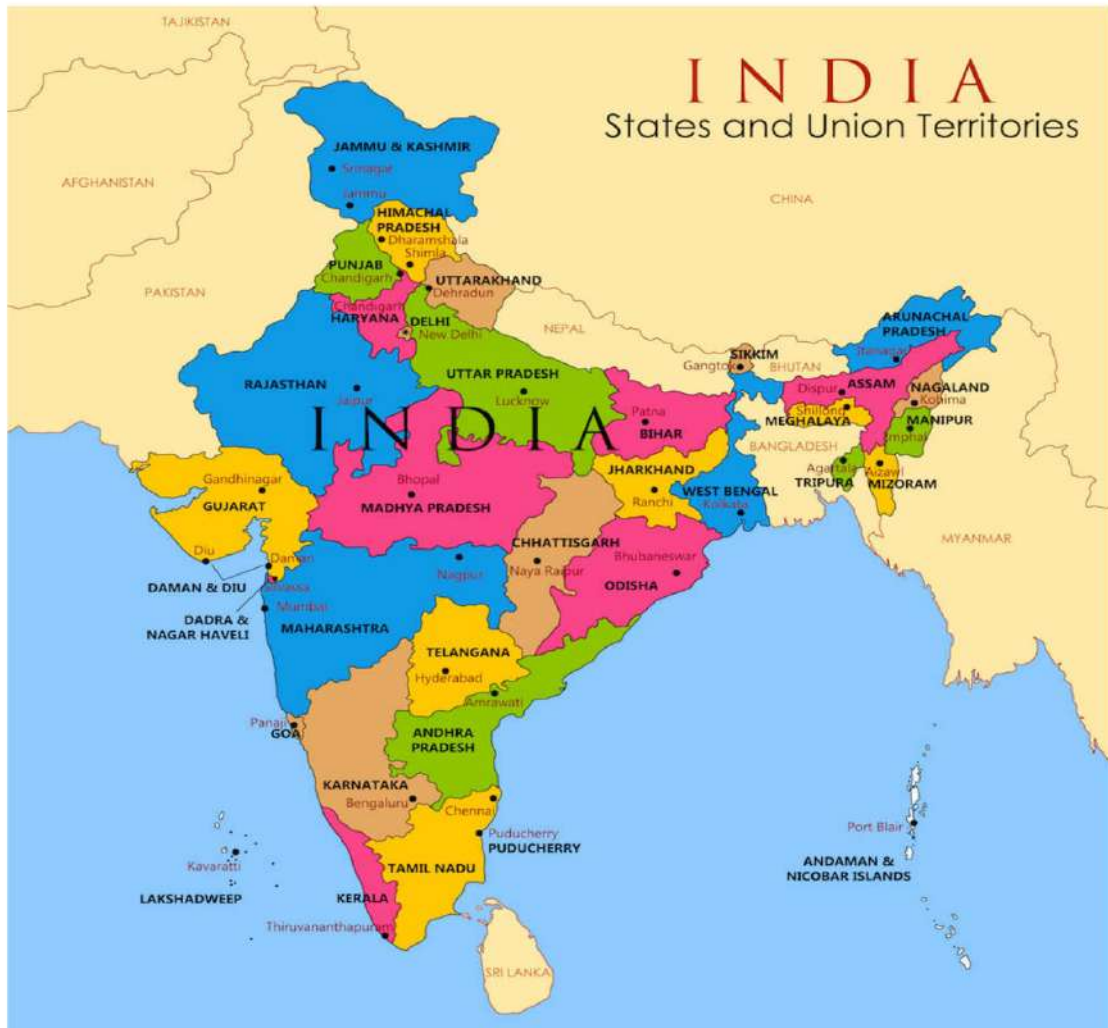 TAJIKISTAN
INDIA
States and Union Territories
JAMMU & KASHMIR
Srinagar
AFGHANISTAN
Jammu
CHINA
HIMACHAL
PRADESH
Dharamshala
Shimla
PUNJAB
Chandigarh
UTTARAKHAND
Dehradun
PAKISTAN
Chandigarh
HARYANA
DELHI
New Delhi
ARUNACHAL
PRADESH
Itanagar
NEPAL
SIKKIM
Gangtok
BHUTAN
RAJASTHAN
Jaipur
UTTAR PRADESH
Lucknow
Dispur
ASSAM
NAGALAND
Kohima
INDIA
Patna
BIHAR
Shillong
MEGHALAYA
MANIPUR
Imphal
BANGLADESH
Gandhinagar
GUJARAT
Bhopal
MADHYA PRADESH
JHARKHAND
Ranchi
WEST BENGAL
Kolkata
Agartala
TRIPURA
Aizawl
MIZORAM
Diu
Daman
DAMAN & DIU
Silvassa
DADRA &
NAGAR HAVELI
Mumbai
MAHARASHTRA
Nagpur
CHHATTISGARH
Naya Raipur
Bhubaneswar
ODISHA
MYANMAR
TELANGANA
Hyderabad
Amrawati
Panaji
GOA
ANDHRA
PRADESH
KARNATAKA
Bengaluru
Chennai
Puducherry
PUDUCHERRY
Port Blair
ANDAMAN &
NICOBAR ISLANDS
Kavaratti
LAKSHADWEEP
TAMIL NADU
KERALA
Thiruvananthapuram
SRI LANKA